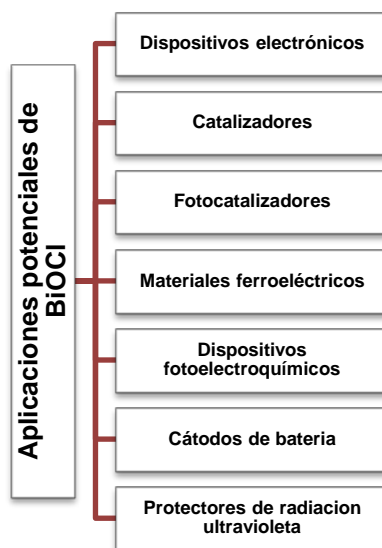 Aplicaciones potenciales de
BiOCl
Dispositivos electrónicos
Catalizadores
Fotocatalizadores
Materiales ferroeléctricos
Dispositivos
fotoelectroquímicos
Cátodos de bateria
Protectores de radiacion
ultravioleta